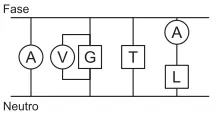 Fase
A V G T A
L
Neutro